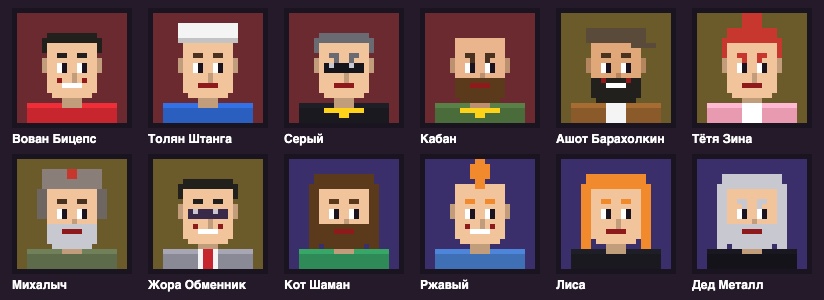 Вован Бицепс
Толян Штанга
Серый
Кабан
Ашот Барахолкин
Тётя Зина
Михалыч
Жора Обменник
Кот Шаман
Ржавый
Лиса
Дед Металл